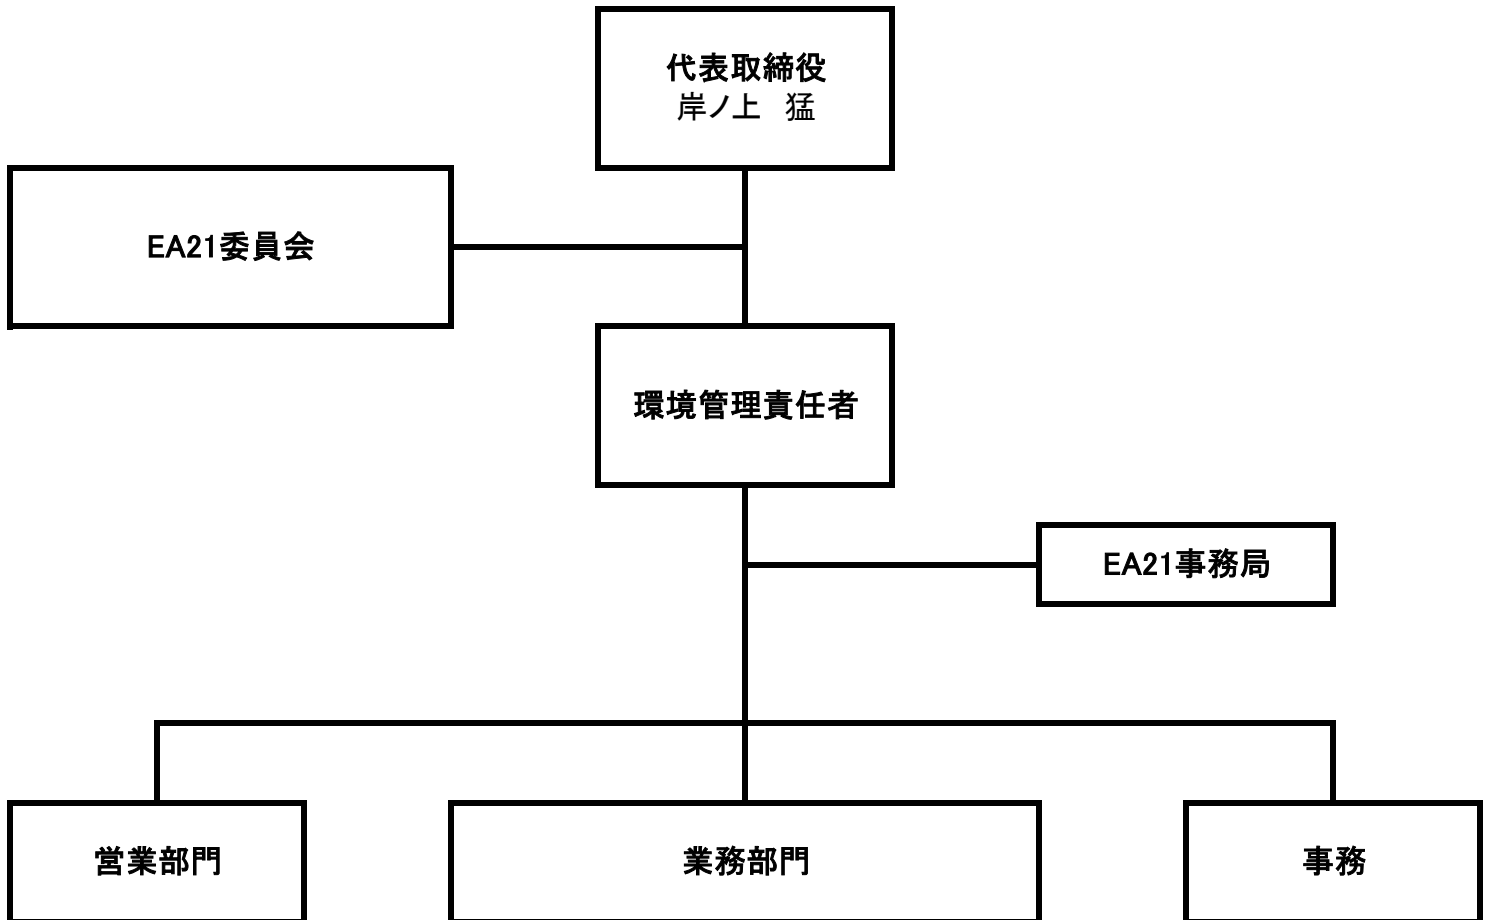 代表取締役
岸ノ上　猛
EA21委員会
環境管理責任者
EA21事務局
営業部門
業務部門
事務